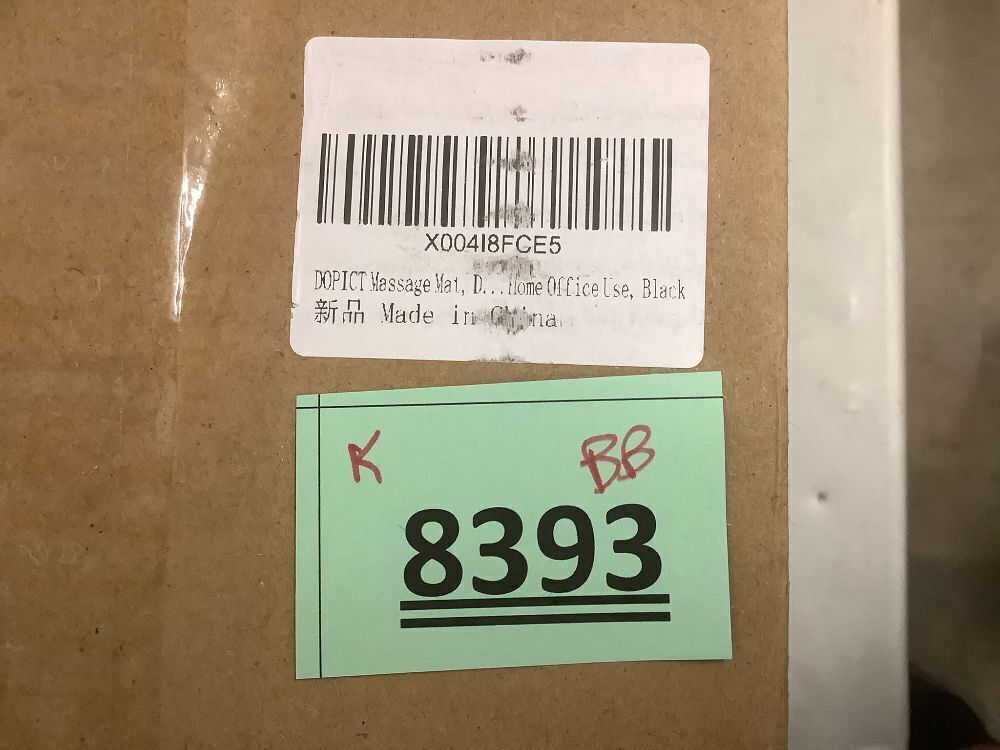 X004I8FCE5
DOPICT Massage Mat, D...Home Office Use, Black
新品 Made in China
K BB
8393